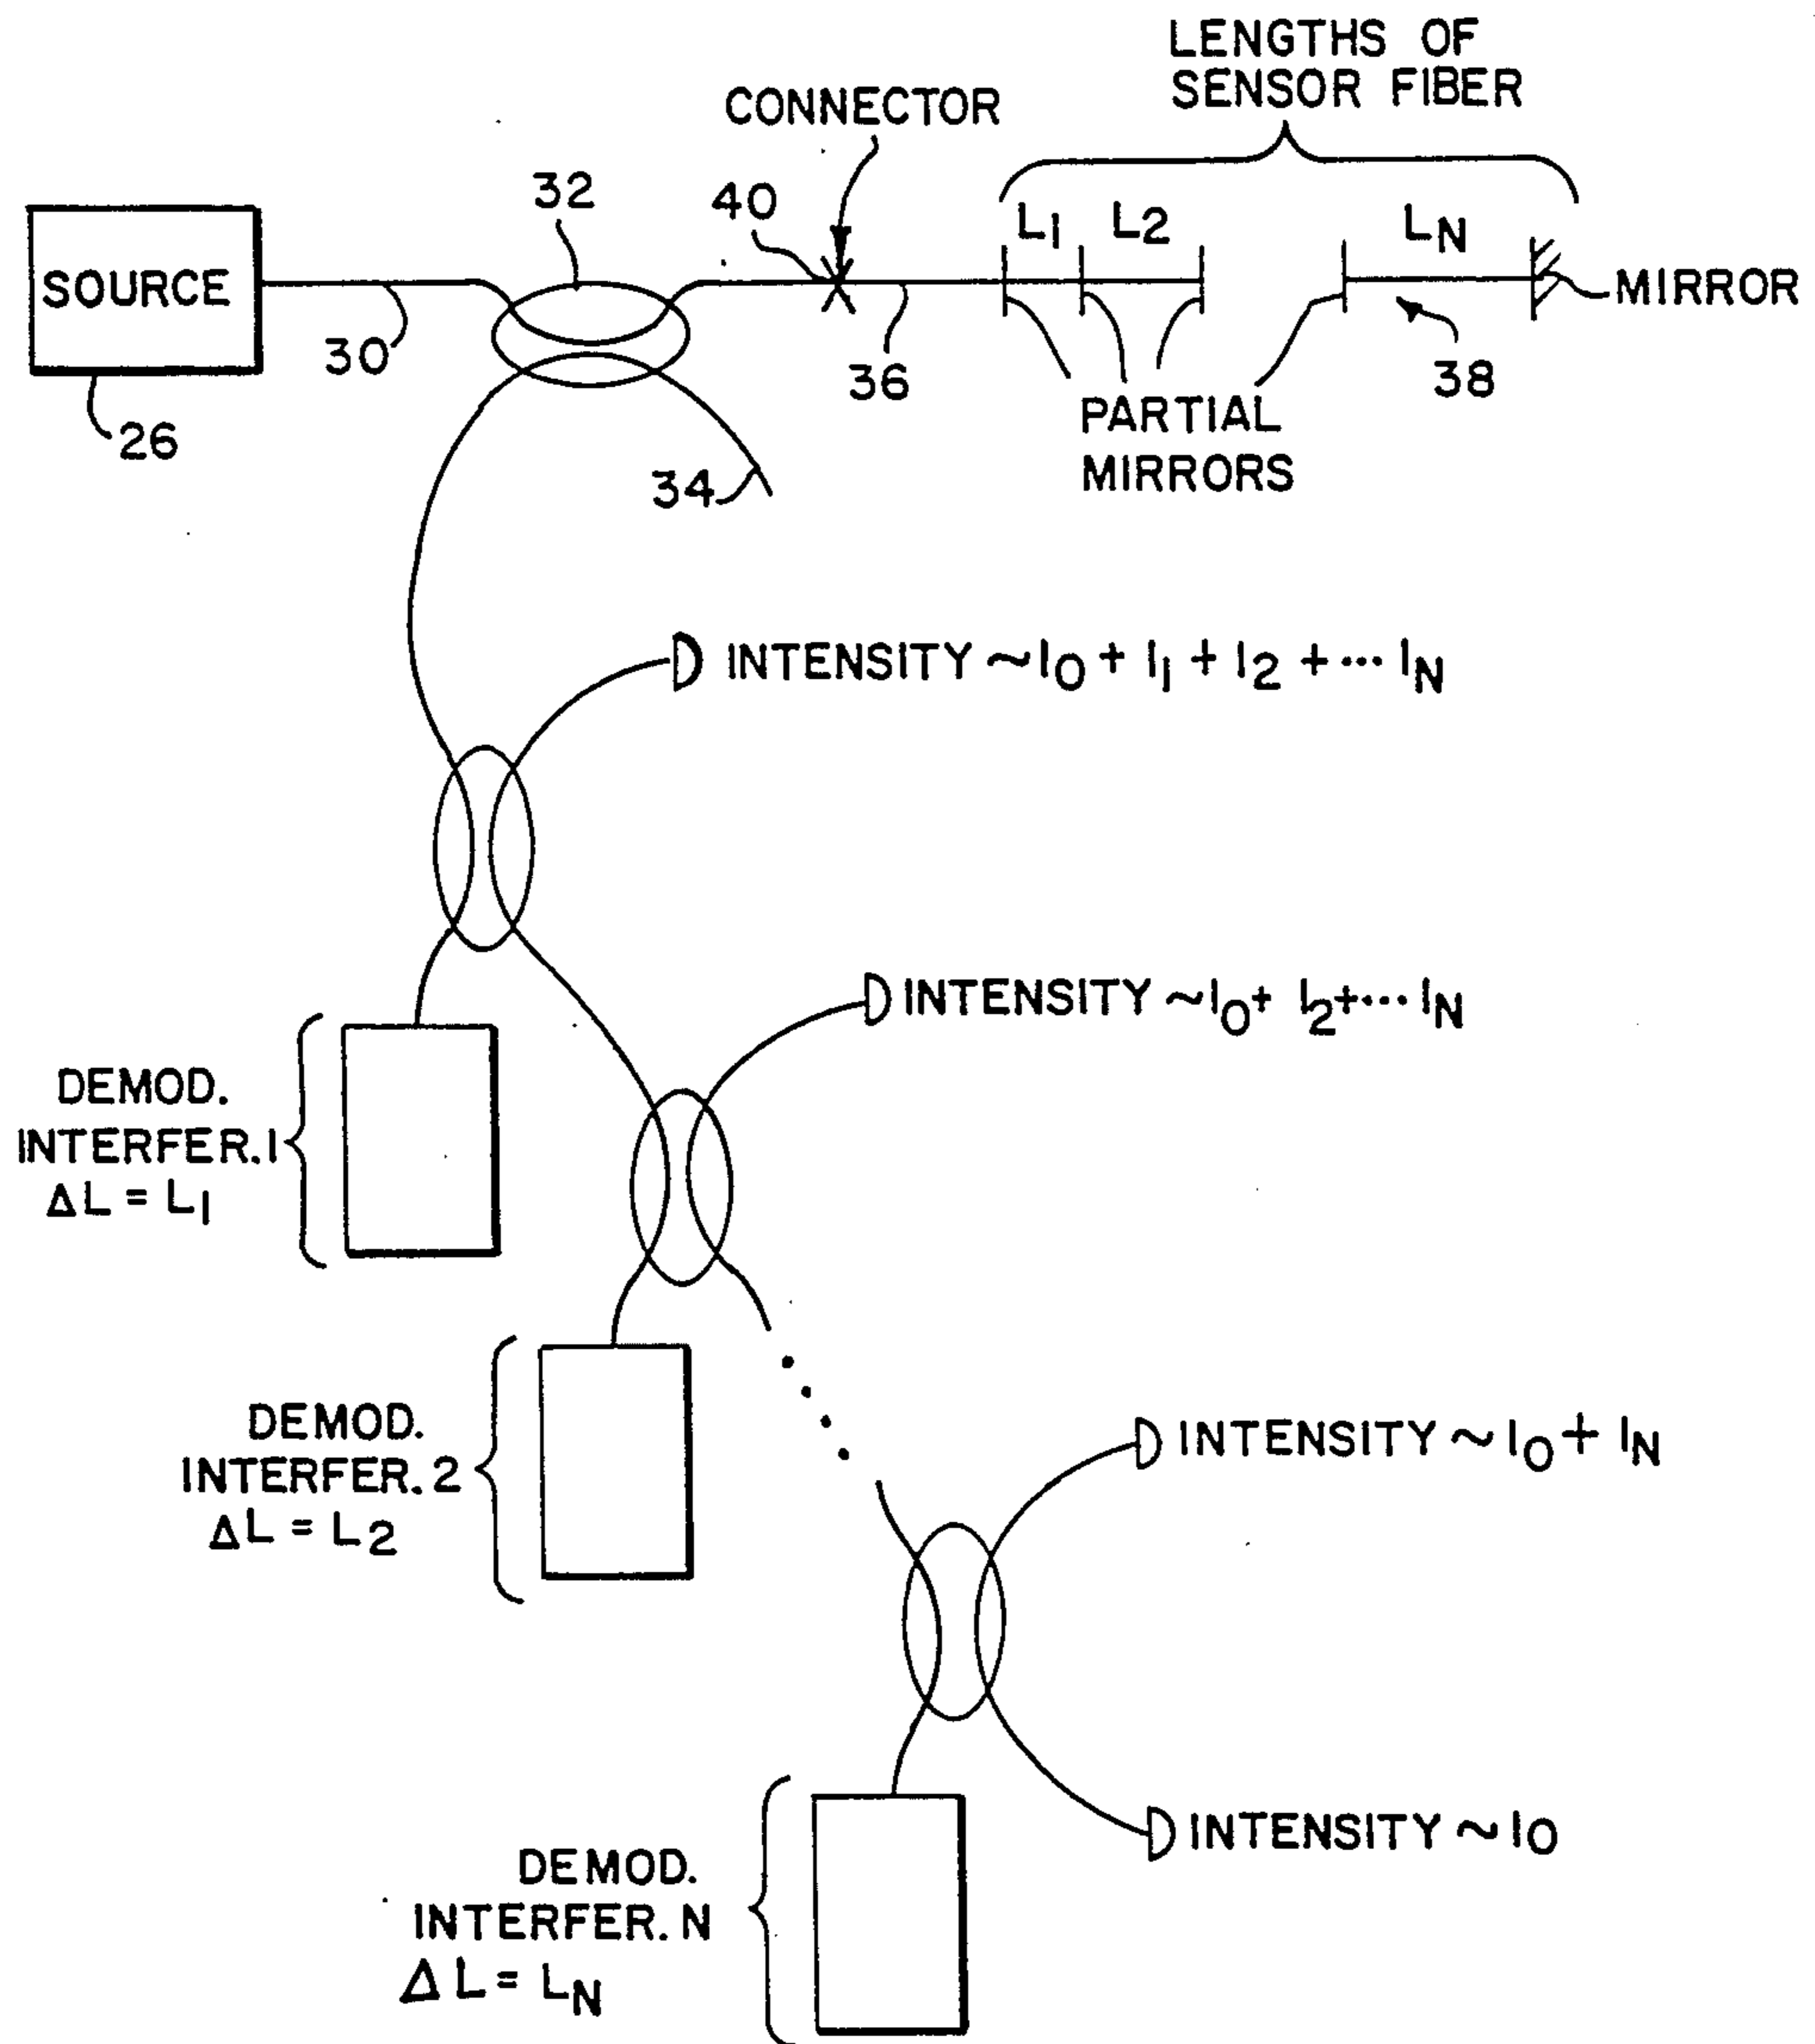 LENGTHS OF
SENSOR FIBER
CONNECTOR
32
40
L1
L2
LN
SOURCE
MIRROR
30
36
38
26
PARTIAL
MIRRORS
34
INTENSITY ~ I0 + I1 + I2 + ··· IN
INTENSITY ~ I0 + I2 + ··· IN
DEMOD.
INTERFER. 1
ΔL = L1
DEMOD.
INTERFER. 2
ΔL = L2
INTENSITY ~ I0 + IN
INTENSITY ~ I0
DEMOD.
INTERFER. N
ΔL = LN